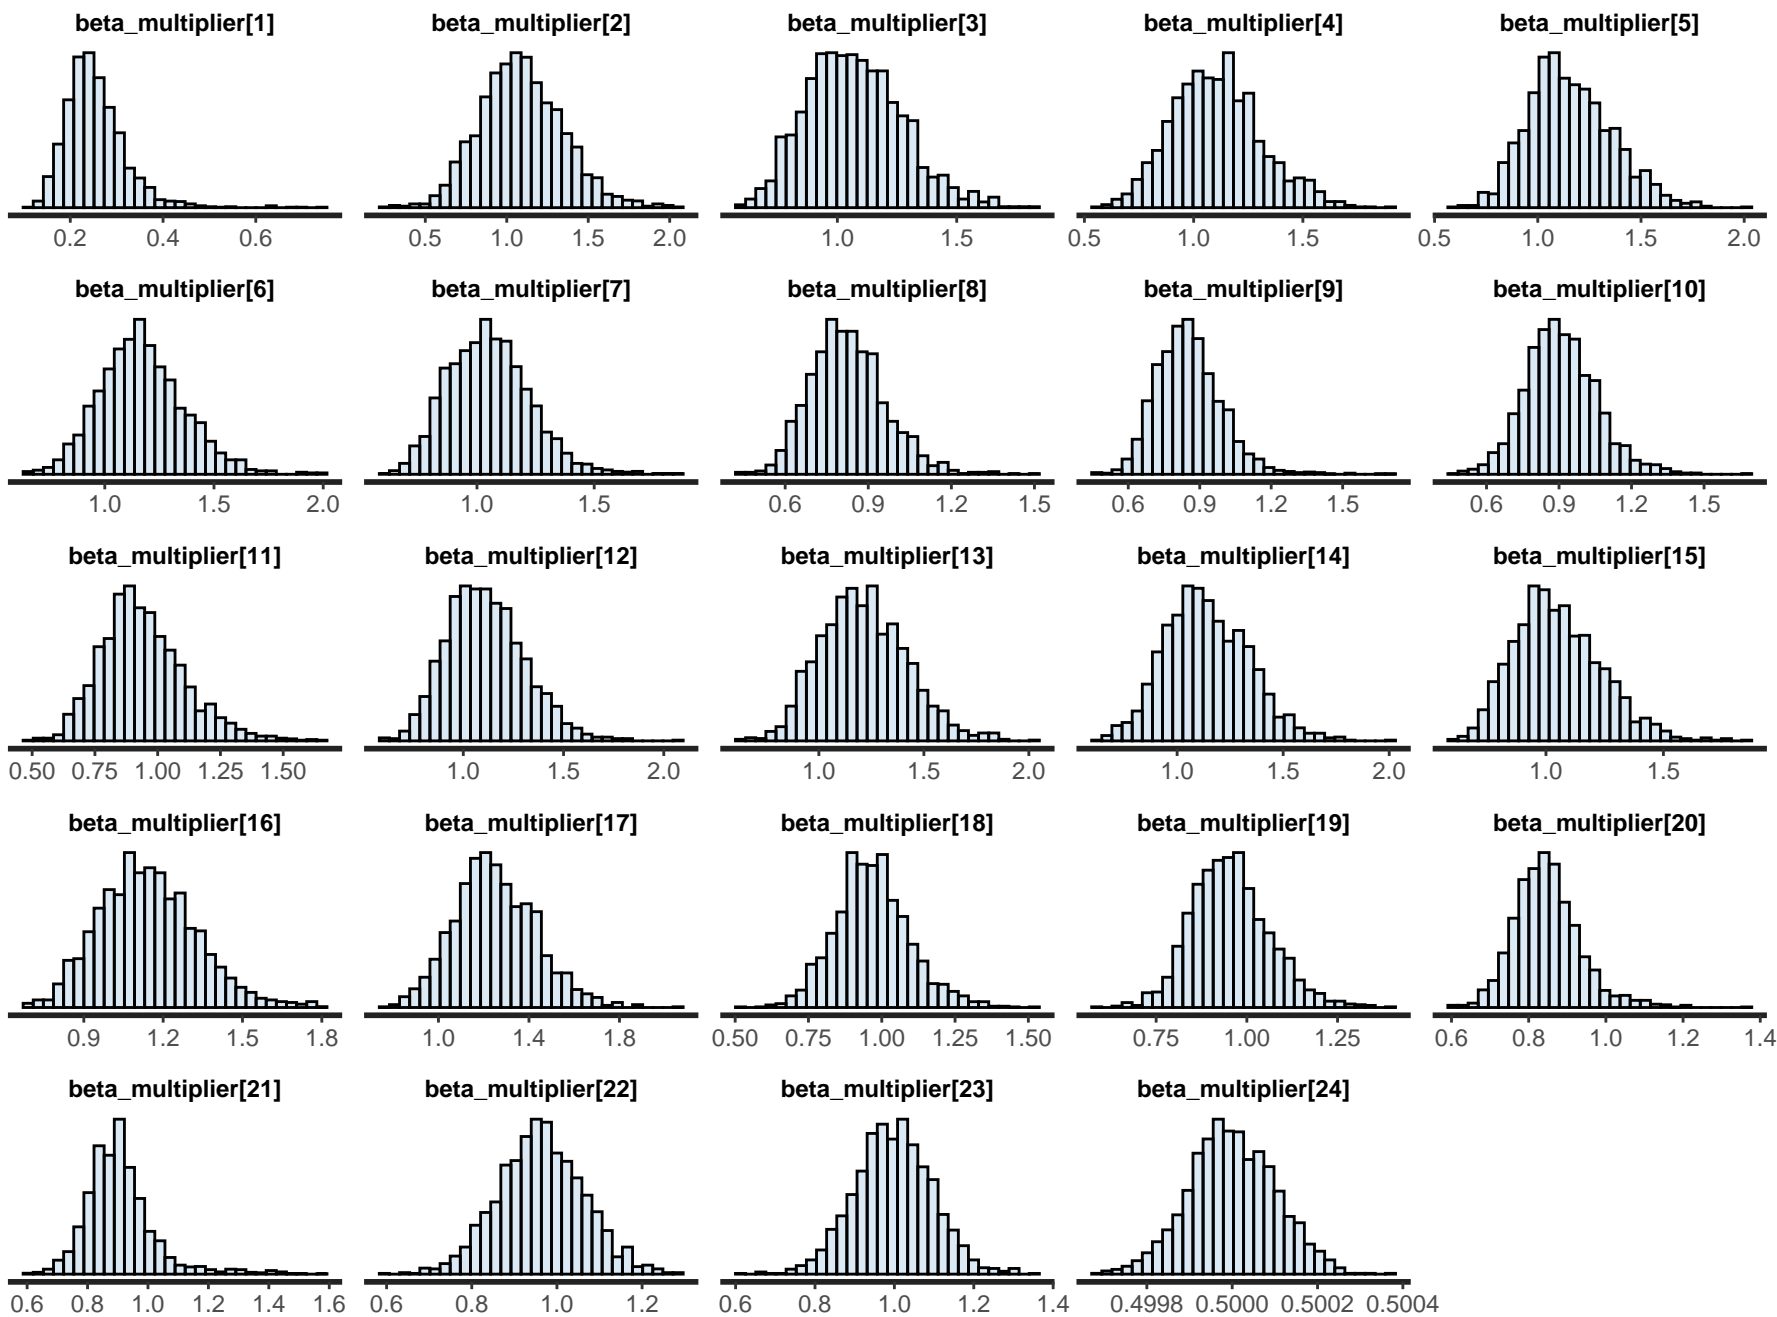 beta_multiplier[1] beta_multiplier[2] beta_multiplier[3] beta_multiplier[4] beta_multiplier[5]
0.2 0.4 0.6 0.5 1.0 1.5 2.0 1.0 1.5 0.5 1.0 1.5 0.5 1.0 1.5 2.0
beta_multiplier[6] beta_multiplier[7] beta_multiplier[8] beta_multiplier[9] beta_multiplier[10]
1.0 1.5 2.0 1.0 1.5 0.6 0.9 1.2 1.5 0.6 0.9 1.2 1.5 0.6 0.9 1.2 1.5
beta_multiplier[11] beta_multiplier[12] beta_multiplier[13] beta_multiplier[14] beta_multiplier[15]
0.50 0.75 1.00 1.25 1.50 1.0 1.5 2.0 1.0 1.5 2.0 1.0 1.5 2.0 1.0 1.5
beta_multiplier[16] beta_multiplier[17] beta_multiplier[18] beta_multiplier[19] beta_multiplier[20]
0.9 1.2 1.5 1.8 1.0 1.4 1.8 0.50 0.75 1.00 1.25 1.50 0.75 1.00 1.25 0.6 0.8 1.0 1.2 1.4
beta_multiplier[21] beta_multiplier[22] beta_multiplier[23] beta_multiplier[24]
0.6 0.8 1.0 1.2 1.4 1.6 0.6 0.8 1.0 1.2 0.6 0.8 1.0 1.2 1.4 0.4998 0.5000 0.5002 0.5004